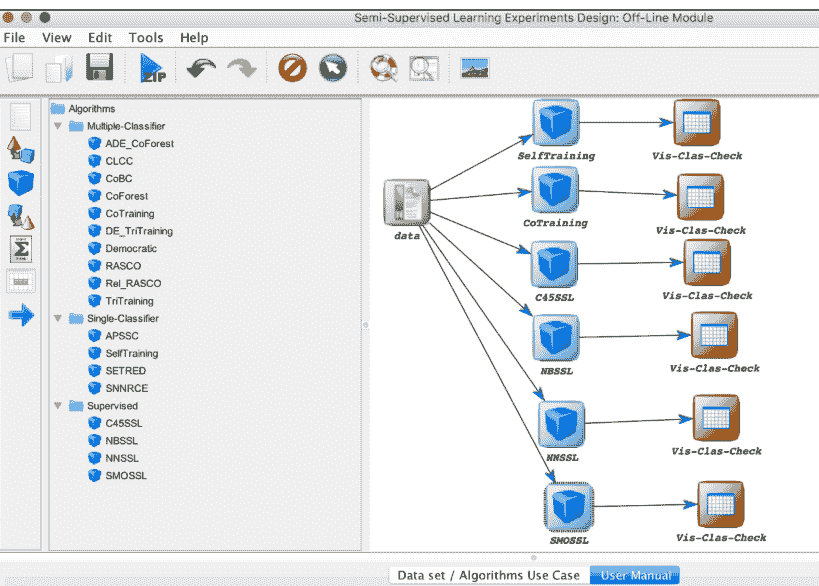 Semi-Supervised Learning Experiments Design: Off-Line Module
File View Edit Tools Help
ZIP
Algorithms
Multiple-Classifier
ADE_CoForest
CLCC
CoBC
CoForest
CoTraining
DE_TriTraining
Democratic
RASCO
Rel_RASCO
TriTraining
Single-Classifier
APSSC
SelfTraining
SETRED
SNNRCE
Supervised
C45SSL
NBSSL
NNSSL
SMOSSL
data
SelfTraining
Vis-Clas-Check
CoTraining
Vis-Clas-Check
C45SSL
Vis-Clas-Check
NBSSL
Vis-Clas-Check
NNSSL
Vis-Clas-Check
SMOSSL
Vis-Clas-Check
Data set / Algorithms Use Case
User Manual